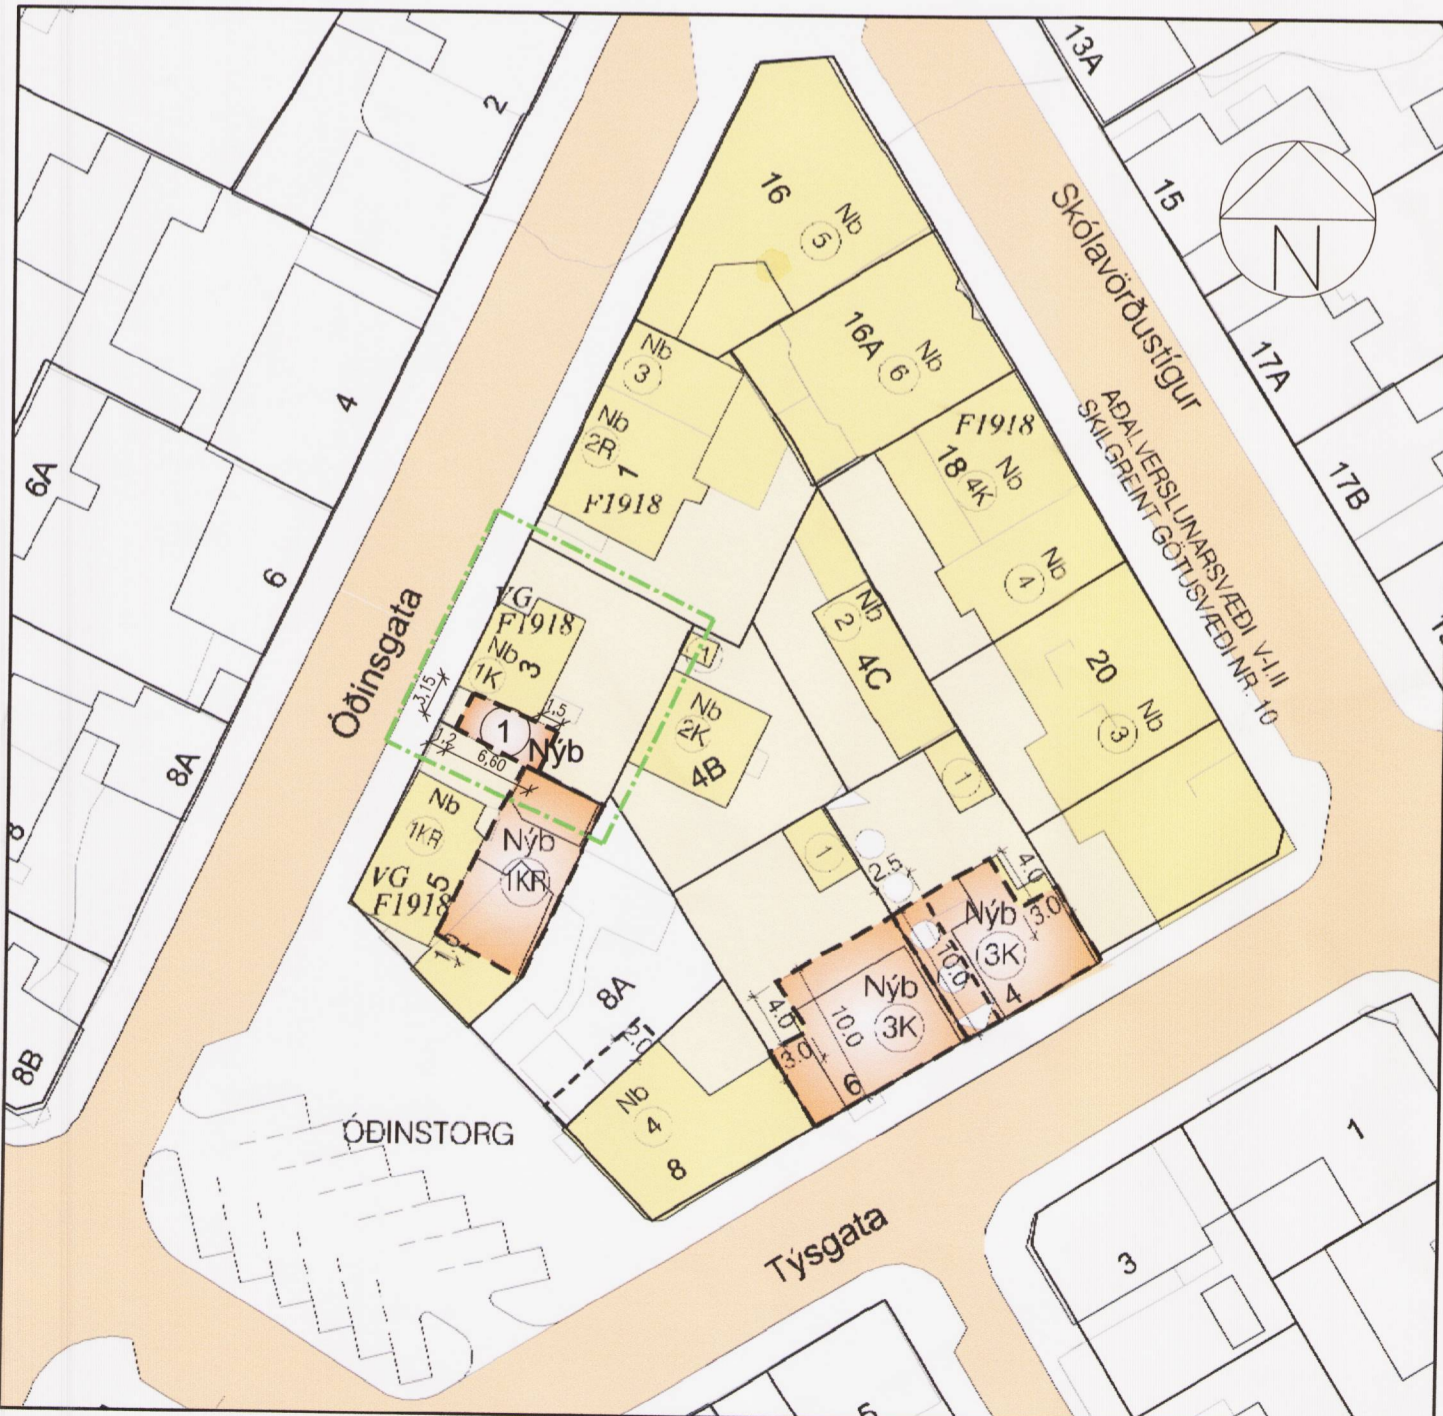 2
13A
15
N
16
Nb
5
Skólavörðustígur
4
16A
Nb
6
17A
Nb
3
AÐALVERSLUNARSVÆÐI V-I.II
SKILGREINT GÖTUSVÆÐI NR. 10
F1918
Nb
2R
1
F1918
18
4K
Nb
17B
6A
6
Nb
4
Óðinsgata
VG
F1918
Nb
1K
3
Nb
2
4C
20
Nb
3
1
Nb
2K
4B
3,15
1,5
1
Nýb
1,2
6,60
8A
1
1
Nb
1KR
VG
F1918
5
Nýb
1KR
2,5
4.0
Nýb
3.0
3K
10.0
4
8A
2.0
Nýb
3K
4.0
10.0
3.0
6
8B
Nb
4
8
ÓÐINSTORG
Týsgata
1
3
5